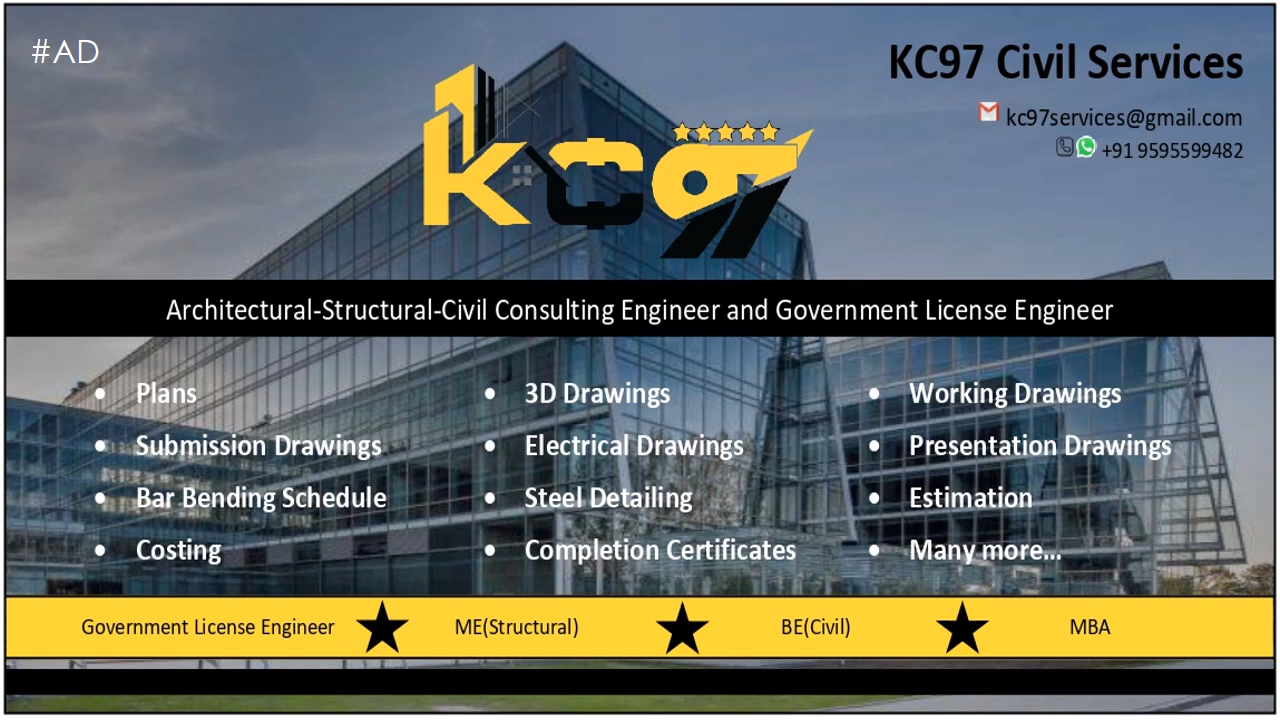 #AD
KC97 Civil Services
kc97services@gmail.com
+91 9595599482
KC97
Architectural-Structural-Civil Consulting Engineer and Government License Engineer
Plans
Submission Drawings
Bar Bending Schedule
Costing
3D Drawings
Electrical Drawings
Steel Detailing
Completion Certificates
Working Drawings
Presentation Drawings
Estimation
Many more...
Government License Engineer ME(Structural) BE(Civil) MBA